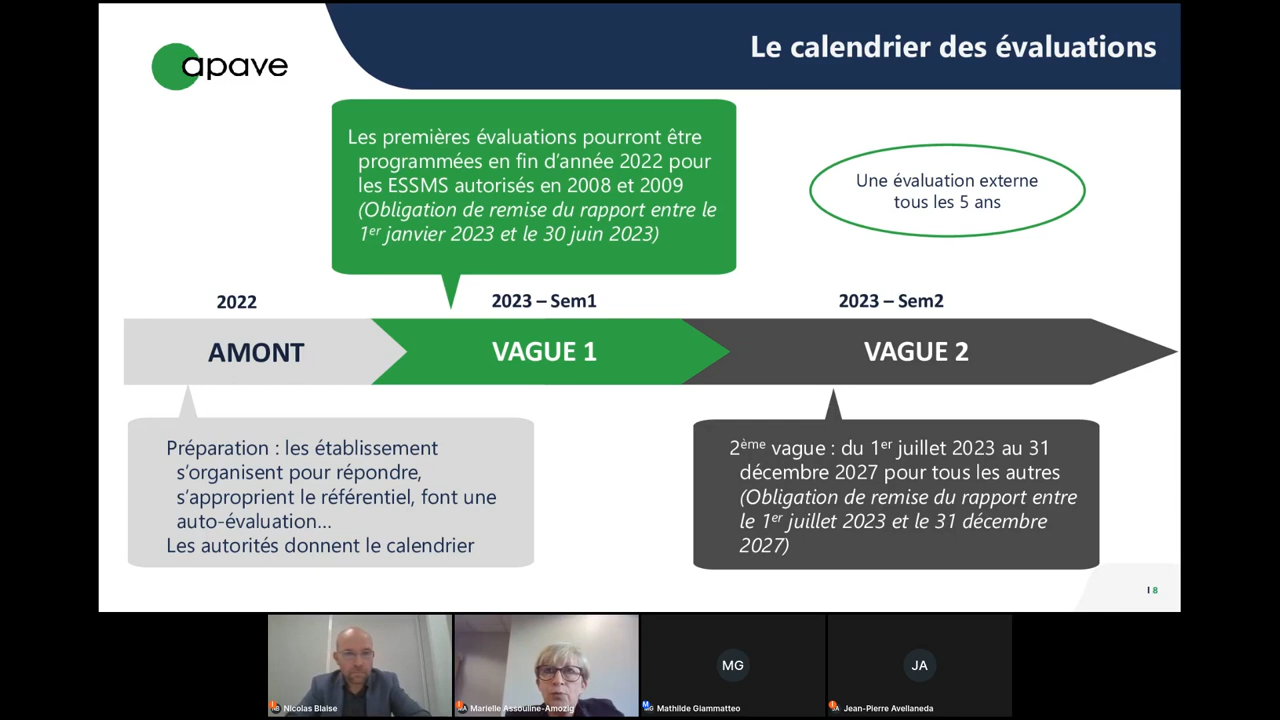 apave
Le calendrier des évaluations
Les premières évaluations pourront être
programmées en fin d'année 2022 pour
les ESSMS autorisés en 2008 et 2009
(Obligation de remise du rapport entre le
1er janvier 2023 et le 30 juin 2023)
Une évaluation externe
tous les 5 ans
2022
2023 – Sem1
2023 – Sem2
AMONT
VAGUE 1
VAGUE 2
Préparation : les établissement
s'organisent pour répondre,
s'approprient le référentiel, font une
auto-évaluation...
Les autorités donnent le calendrier
2ème vague : du 1er juillet 2023 au 31
décembre 2027 pour tous les autres
(Obligation de remise du rapport entre
le 1er juillet 2023 et le 31 décembre
2027)
I 8
MG
JA
Nicolas Blaise
Marielle Assouline-Amozig
Mathilde Giammatteo
Jean-Pierre Avellaneda